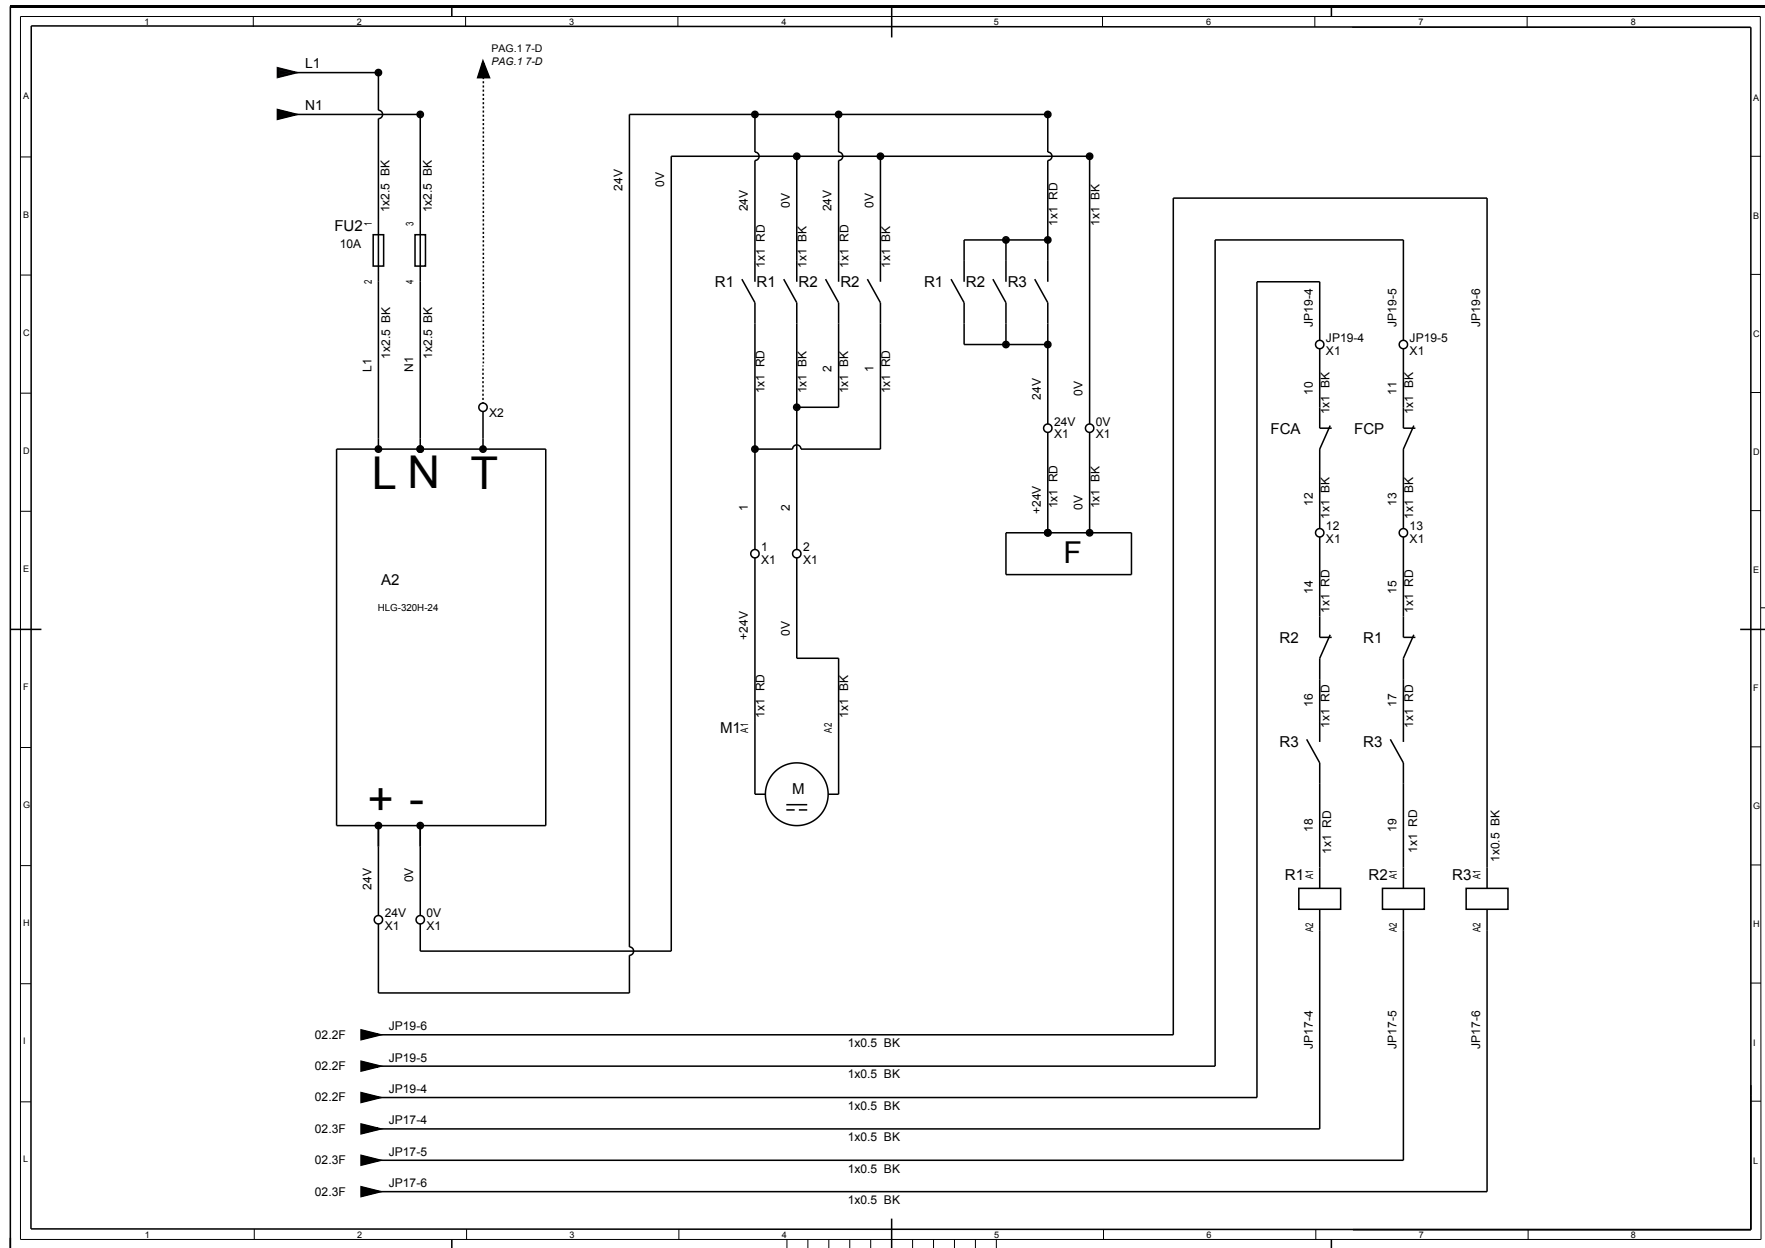 1 2 3 4 5 6 7 8
A A
B B
C C
D D
E E
F F
G G
H H
I I
L L
L1
N1
PAG.1 7-D
PAG.1 7-D
1x2.5 BK
1x2.5 BK
FU2 1 3
10A
2 4
1x2.5 BK
1x2.5 BK
L1 N1
X2
L N T
A2
HLG-320H-24
+ -
24V 0V
24V 0V
X1 X1
24V 0V
24V 0V 24V 0V
1x1 RD 1x1 BK 1x1 RD 1x1 BK
R1 R1 R2 R2
1x1 RD 1x1 BK 2 1x1 BK 1 1x1 RD
1 2
1 2
X1 X1
+24V 0V
1x1 RD 1x1 BK
M1 A1 A2
M
1x1 RD 1x1 BK
R1 R2 R3
24V 0V
24V 0V
X1 X1
+24V 1x1 RD 0V 1x1 BK
F
JP19-4 JP19-5 JP19-6
JP19-4 JP19-5
X1 X1
10 1x1 BK 11 1x1 BK
FCA FCP
12 1x1 BK 13 1x1 BK
12 13
X1 X1
14 1x1 RD 15 1x1 RD
R2 R1
16 1x1 RD 17 1x1 RD
R3 R3
18 1x1 RD 19 1x1 RD 1x0.5 BK
R1 A1 R2 A1 R3 A1
A2 A2 A2
JP17-4 JP17-5 JP17-6
02.2F JP19-6
1x0.5 BK
02.2F JP19-5
1x0.5 BK
02.2F JP19-4
1x0.5 BK
02.3F JP17-4
1x0.5 BK
02.3F JP17-5
1x0.5 BK
02.3F JP17-6
1x0.5 BK
1 2 3 4 5 6 7 8